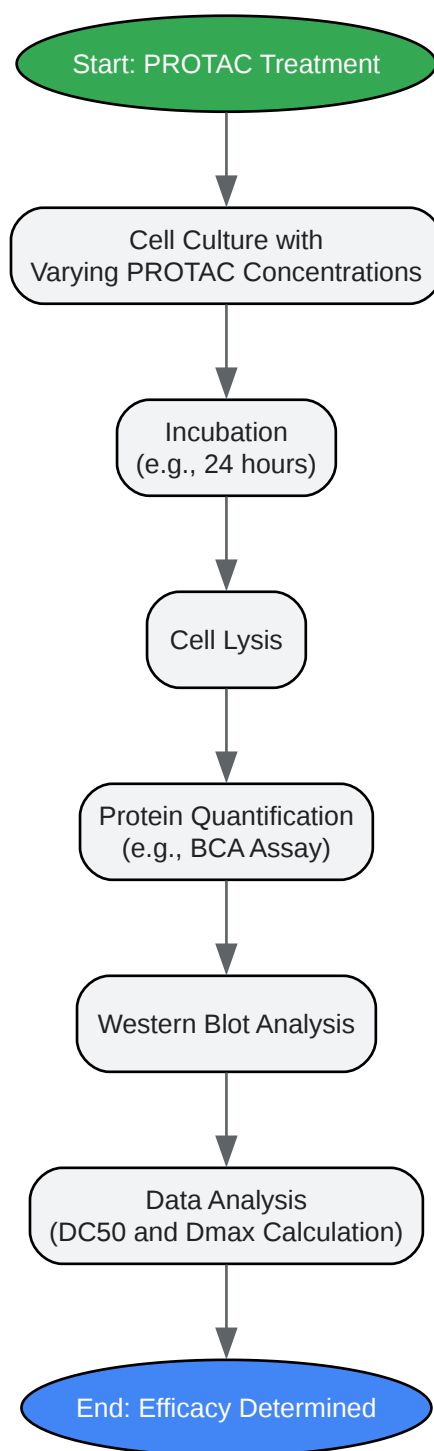 Start: PROTAC Treatment
Cell Culture with
Varying PROTAC Concentrations
Incubation
(e.g., 24 hours)
Cell Lysis
Protein Quantification
(e.g., BCA Assay)
Western Blot Analysis
Data Analysis
(DC50 and Dmax Calculation)
End: Efficacy Determined